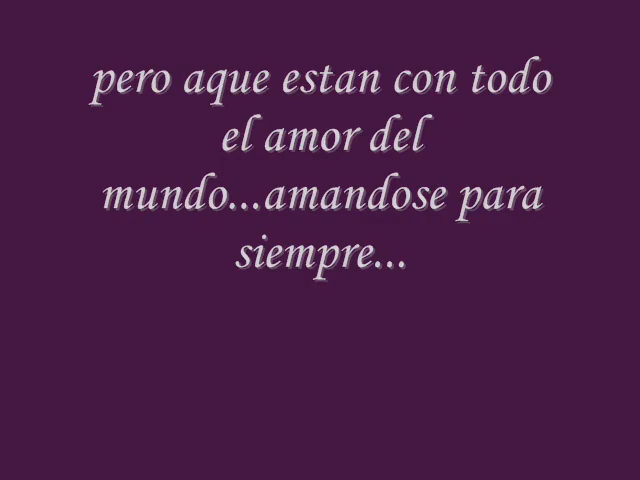 pero aque estan con todo
el amor del
mundo...amandose para
siempre...